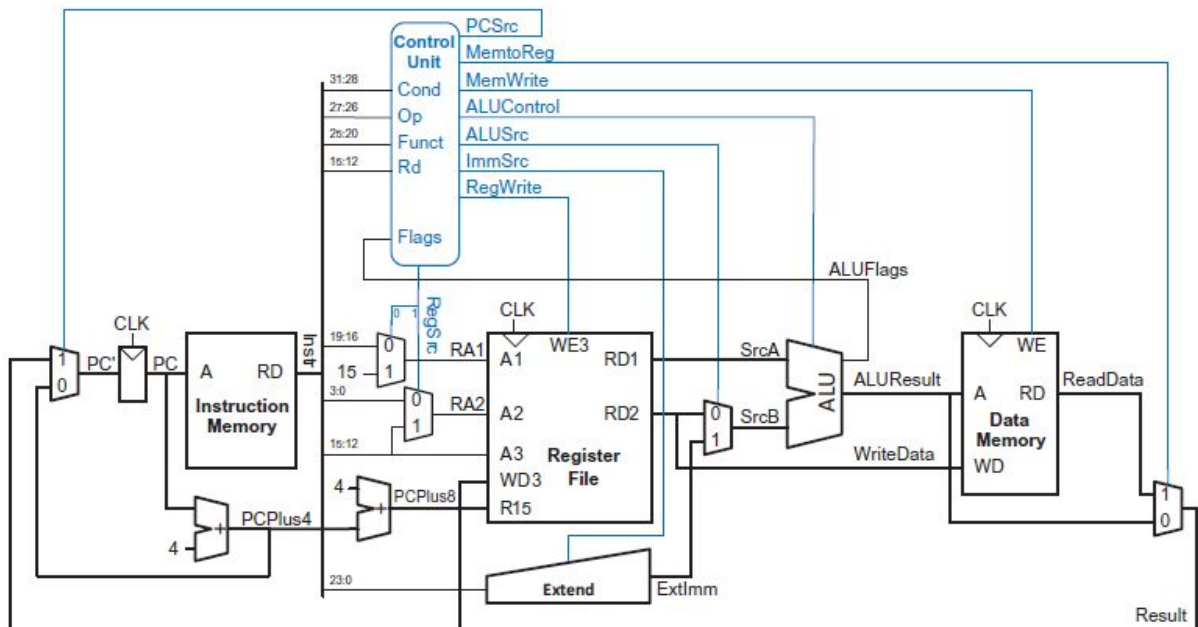 PCSrc
Control Unit
MemtoReg
MemWrite
ALUControl
ALUSrc
ImmSrc
RegWrite
31:28
Cond
27:26
Op
25:20
Funct
15:12
Rd
Flags
ALUFlags
0 1
RegSrc
CLK
PC'
PC
1
0
A RD
Instruction
Memory
Instr
19:16
15
0
1
RA1
3:0
0
1
RA2
15:12
CLK
WE3
A1 RD1
A2 RD2
A3
WD3
R15
Register
File
SrcA
0
1
SrcB
ALU
ALUResult
WriteData
CLK
WE
A RD
Data
Memory
WD
ReadData
1
0
4
+
PCPlus4
4
+
PCPlus8
23:0
Extend
ExtImm
Result